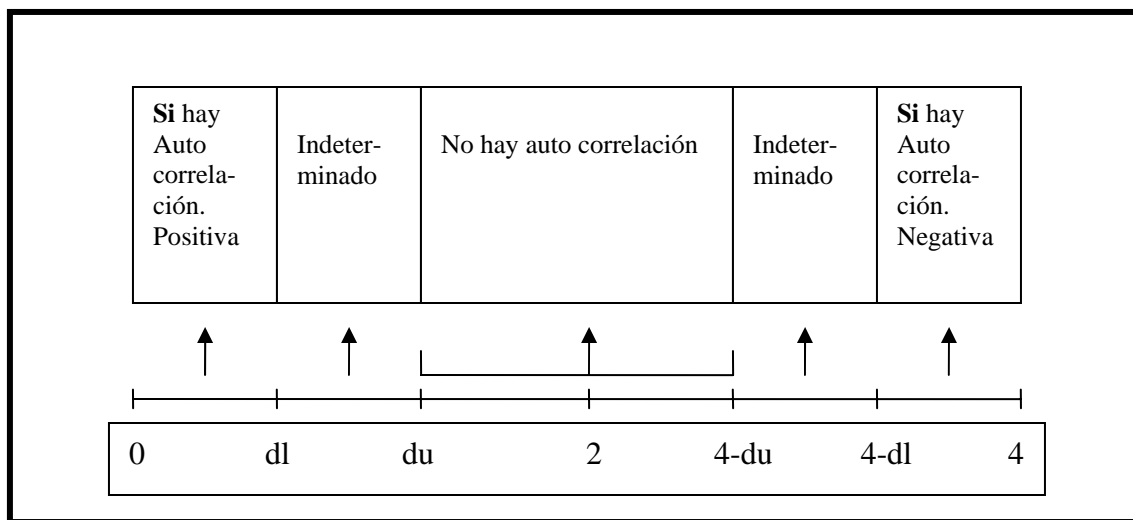 Si hay
Auto
correla-
ción.
Positiva
Indeter-
minado
No hay auto correlación
Indeter-
minado
Si hay
Auto
correla-
ción.
Negativa
0 dl du 2 4-du 4-dl 4